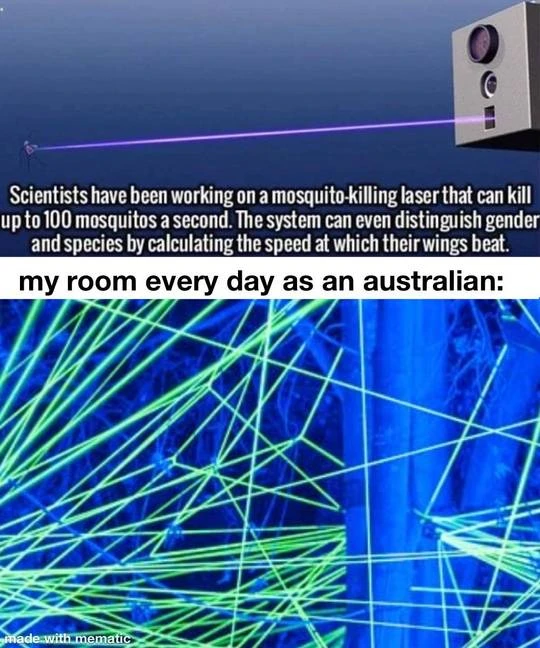 Scientists have been working on a mosquito-killing laser that can kill
up to 100 mosquitos a second. The system can even distinguish gender
and species by calculating the speed at which their wings beat.
my room every day as an australian:
made with mematic